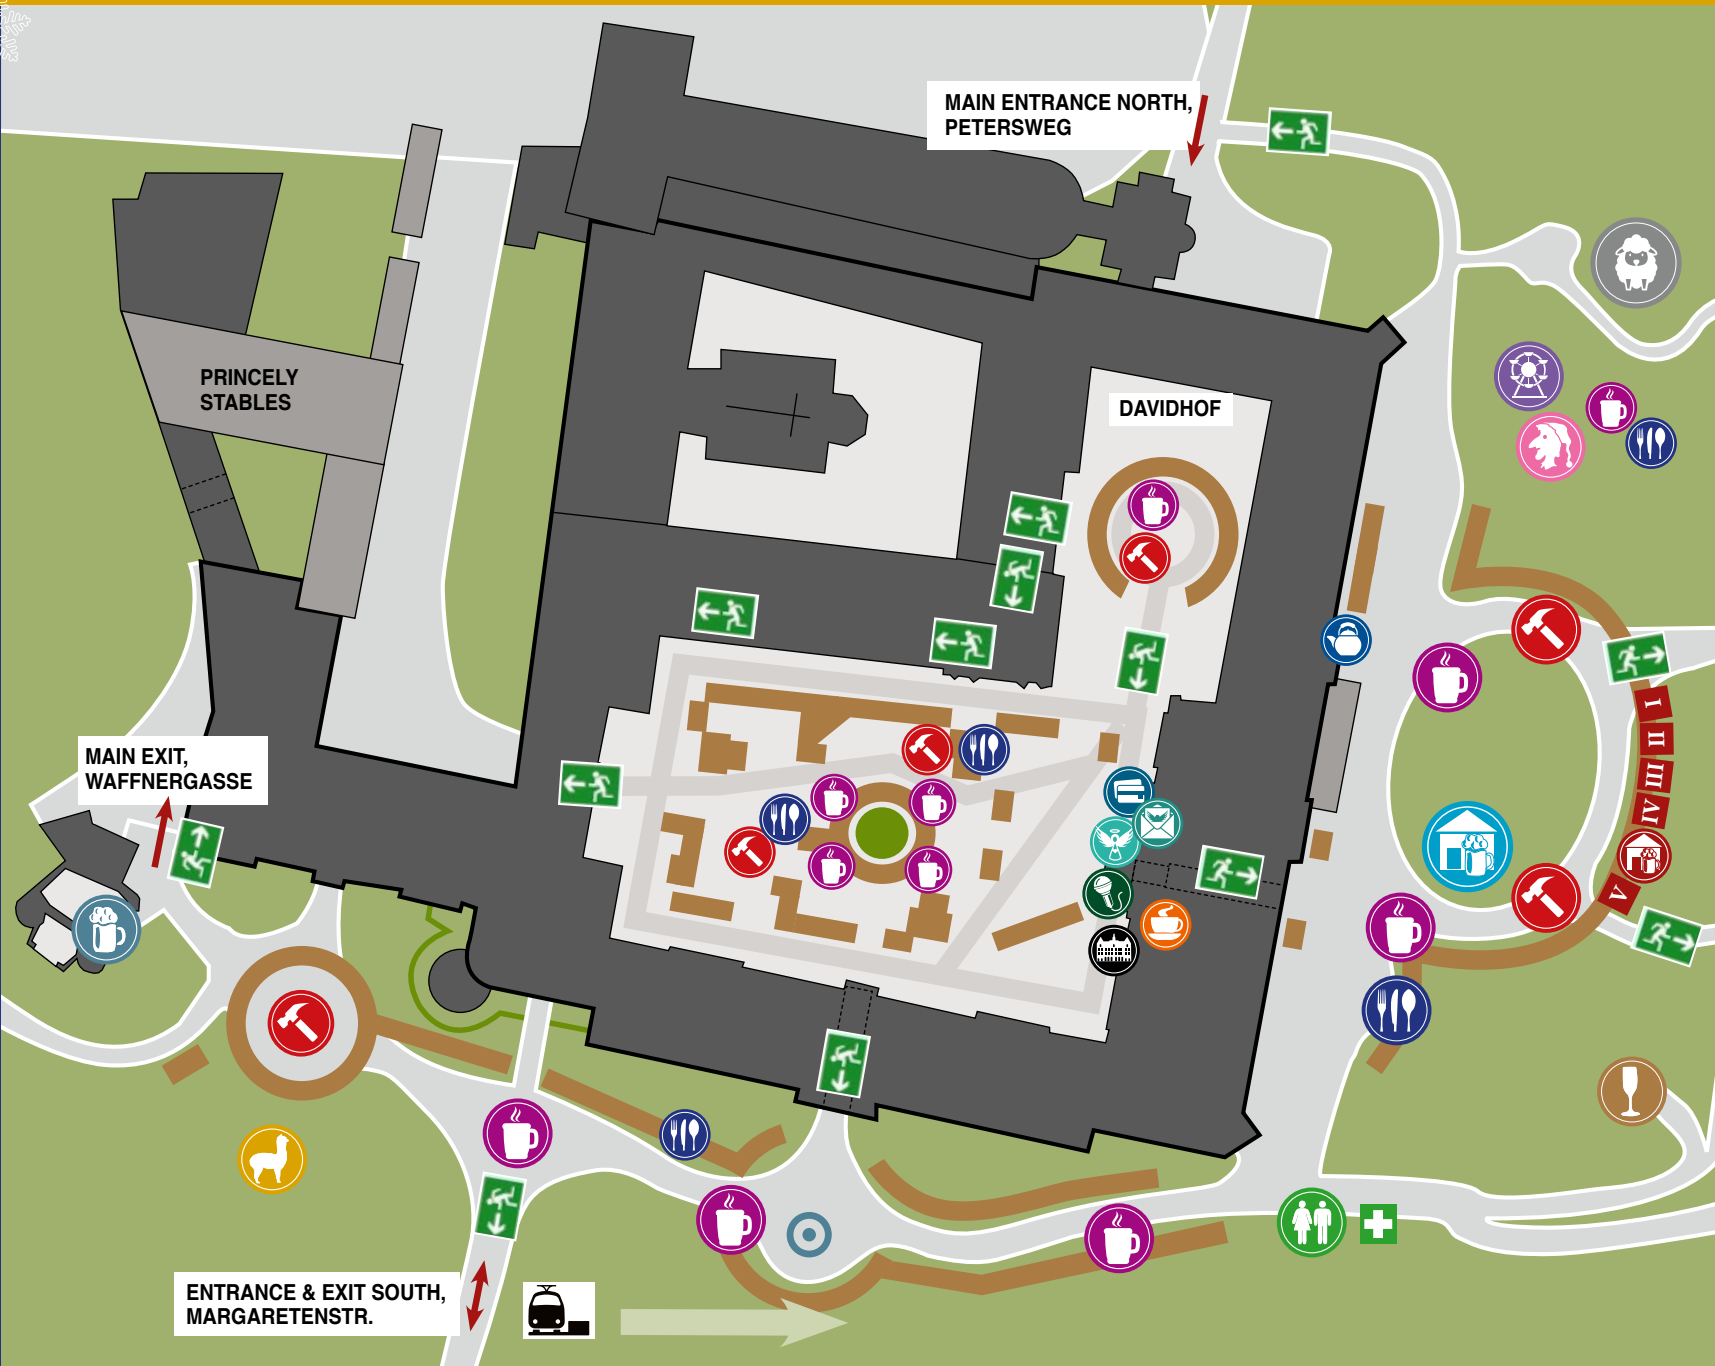 MAIN ENTRANCE NORTH,
PETERSWEG
PRINCELY
STABLES
DAVIDHOF
I
II
III
IV
V
MAIN EXIT,
WAFFNERGASSE
ENTRANCE & EXIT SOUTH,
MARGARETENSTR.